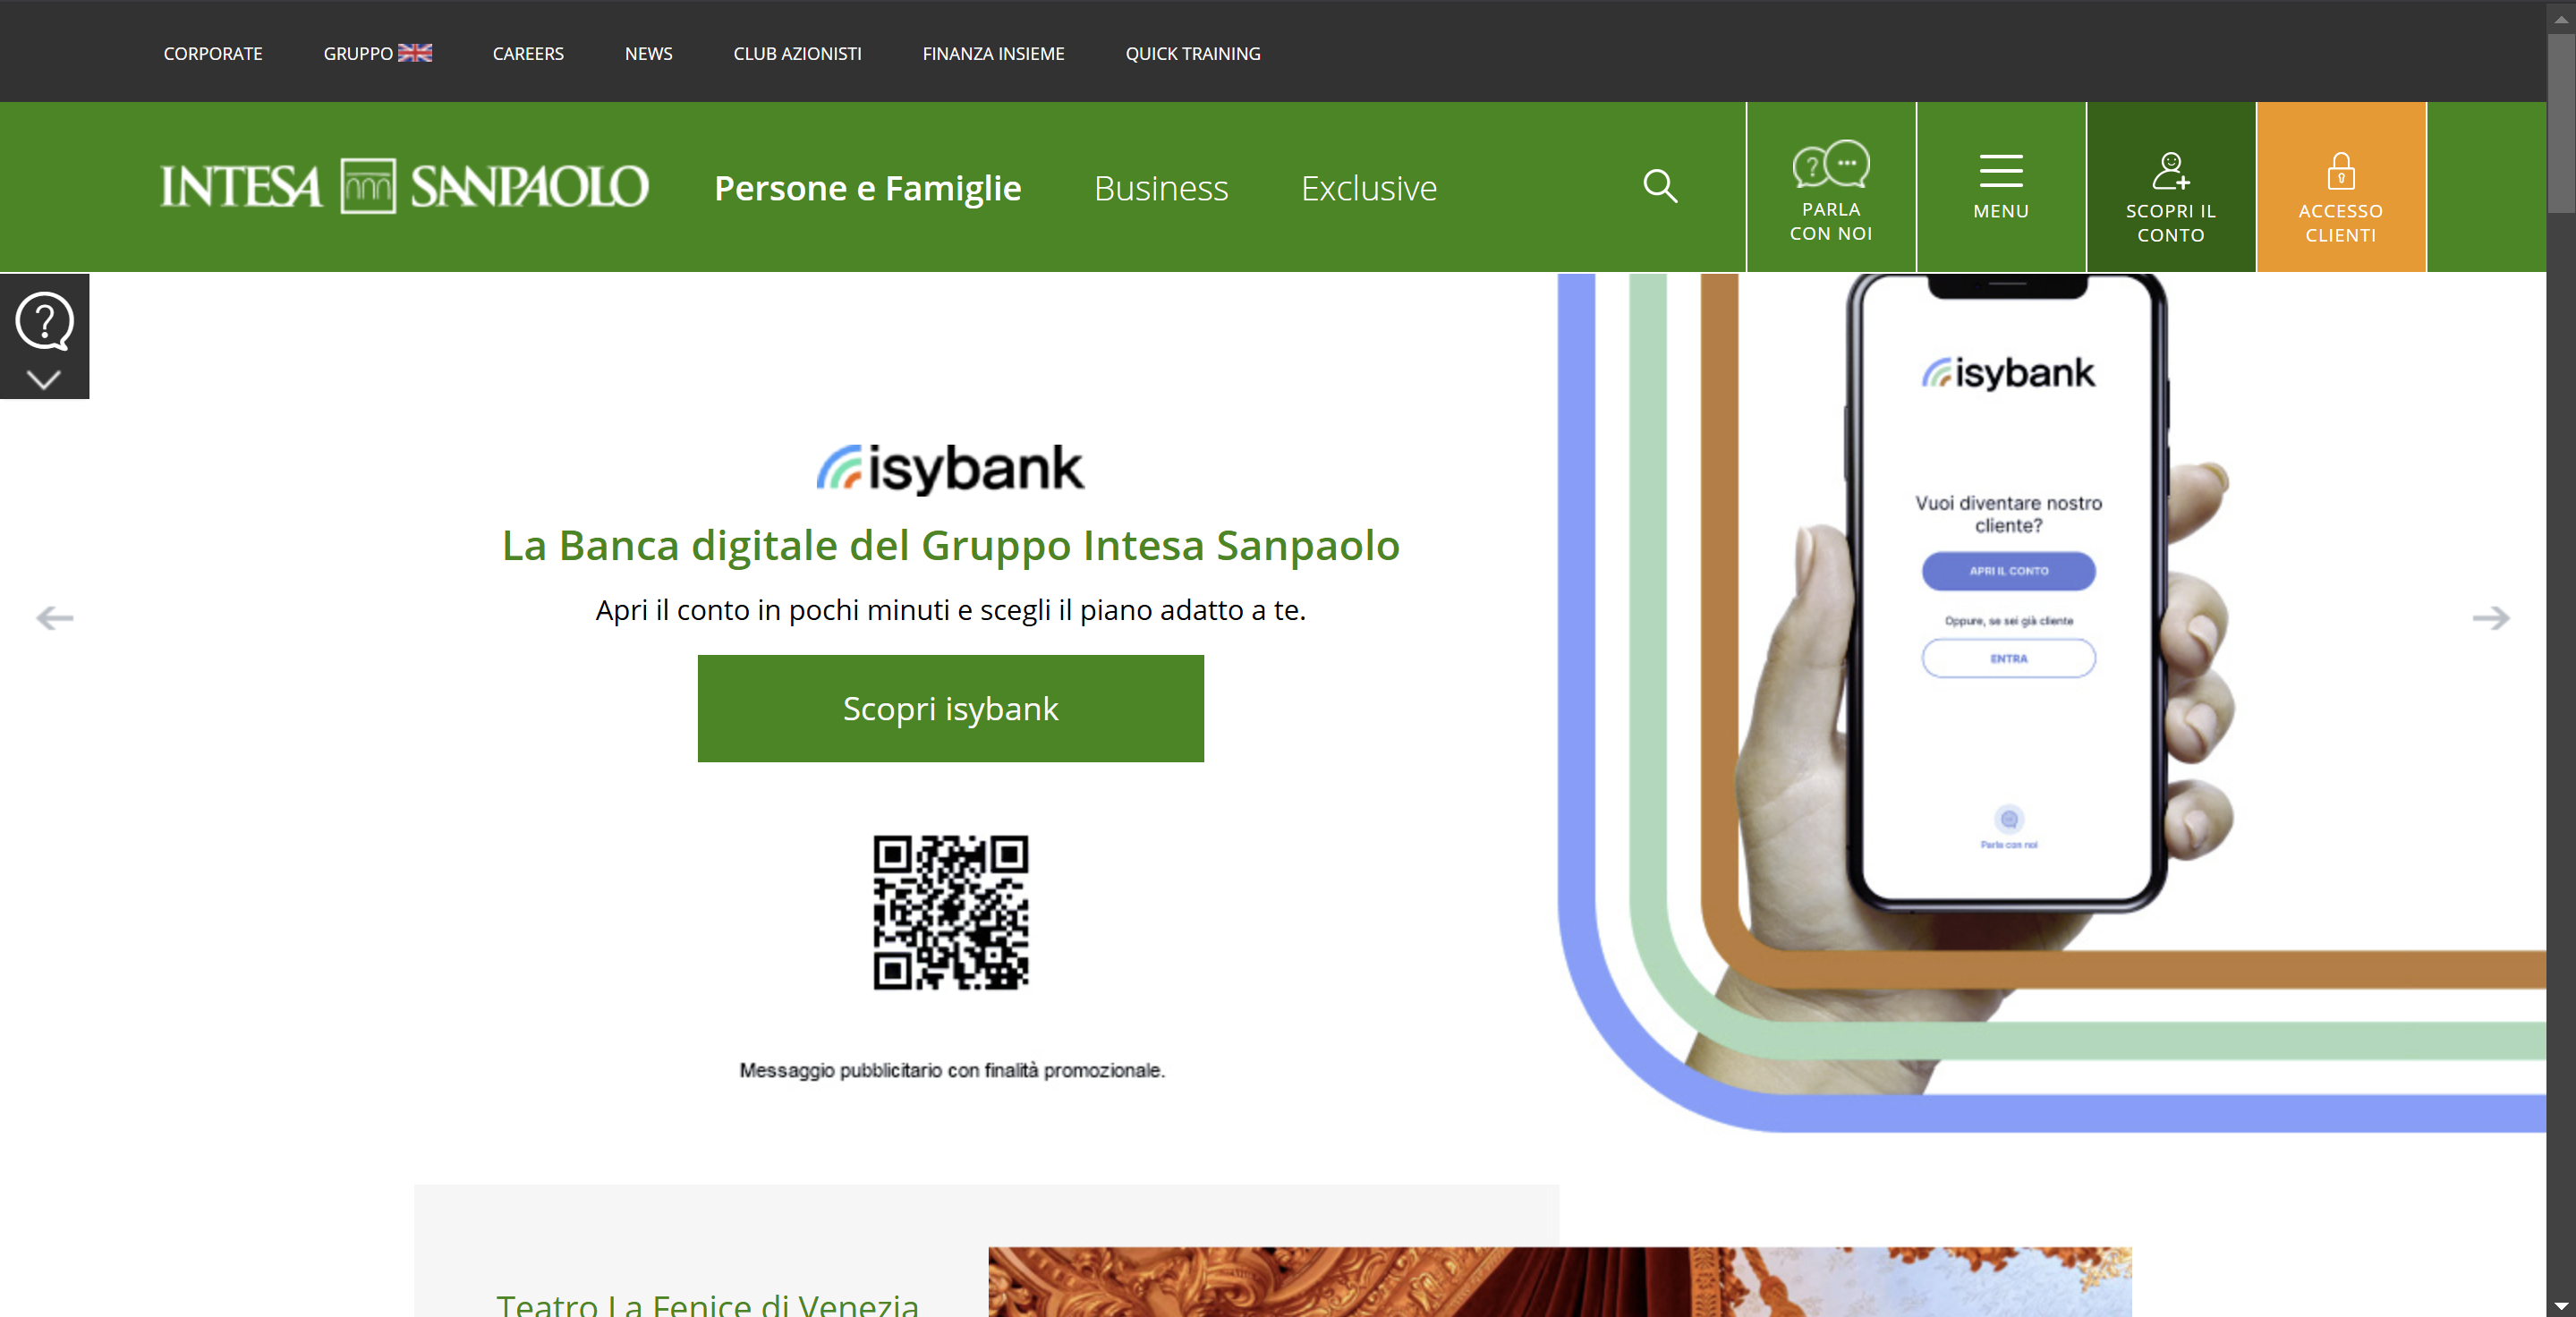 CORPORATE GRUPPO CAREERS NEWS CLUB AZIONISTI FINANZA INSIEME QUICK TRAINING
INTESA SANPAOLO Persone e Famiglie Business Exclusive
PARLA
CON NOI
MENU
SCOPRI IL
CONTO
ACCESSO
CLIENTI
isybank
La Banca digitale del Gruppo Intesa Sanpaolo
Apri il conto in pochi minuti e scegli il piano adatto a te.
Scopri isybank
Messaggio pubblicitario con finalità promozionale.
isybank
Vuoi diventare nostro
cliente?
APRI IL CONTO
Oppure, se sei già cliente
ENTRA
Parla con noi
Teatro La Fenice di Venezia